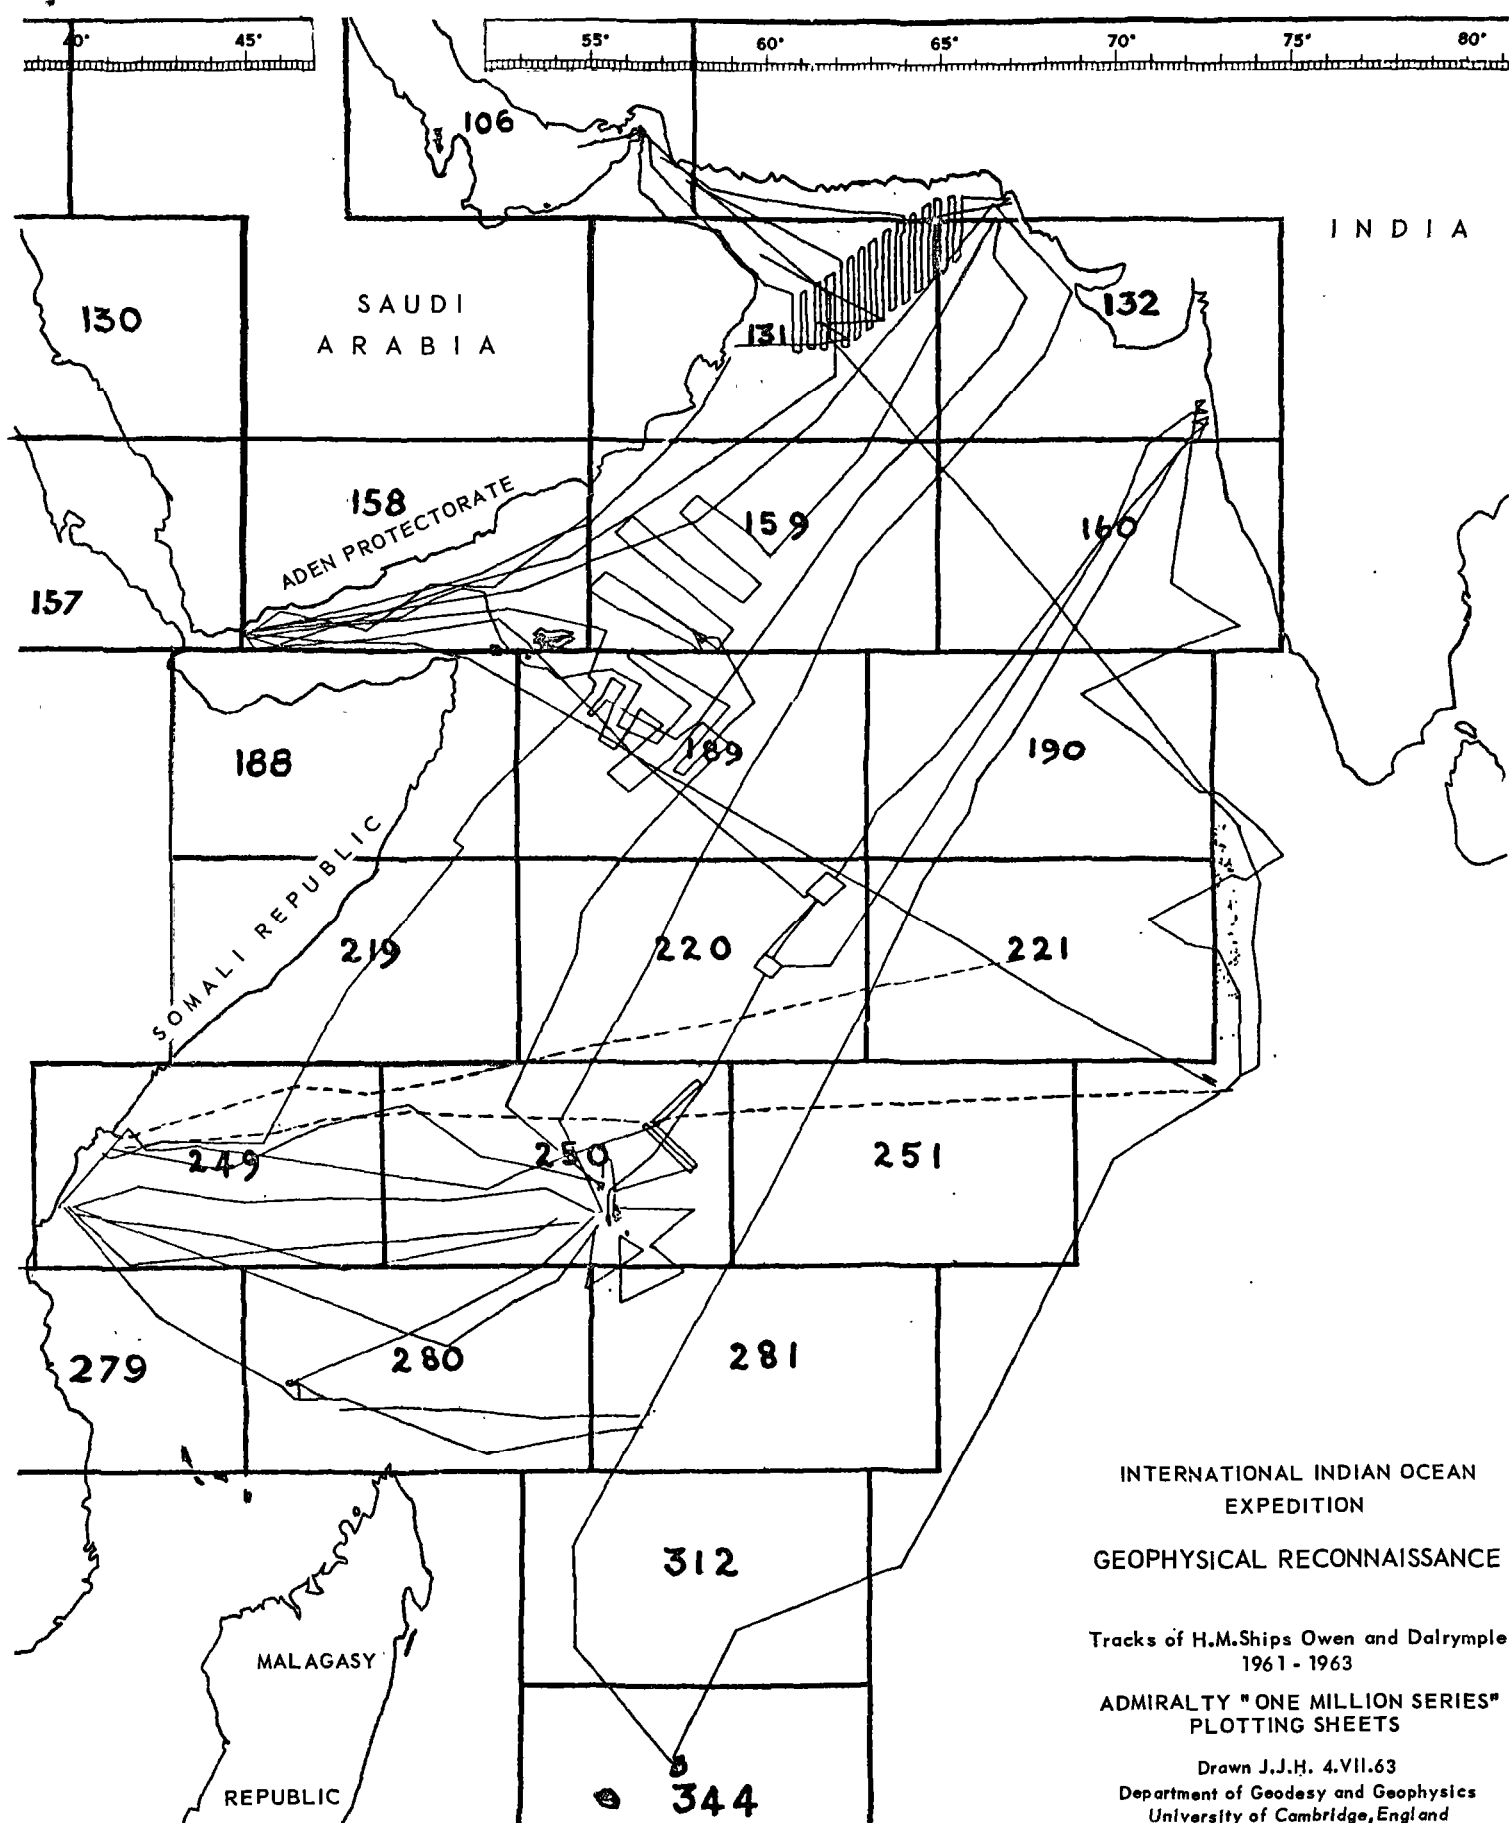 40° 45° 55° 60° 65° 70° 75° 80°
106
INDIA
130
SAUDI
ARABIA
131
132
158
ADEN PROTECTORATE
159
160
157
188
189
190
SOMALI REPUBLIC
219
220
221
249
250
251
279
280
281
312
MALAGASY
REPUBLIC
344
INTERNATIONAL INDIAN OCEAN
EXPEDITION
GEOPHYSICAL RECONNAISSANCE
Tracks of H.M.Ships Owen and Dalrymple
1961 - 1963
ADMIRALTY "ONE MILLION SERIES"
PLOTTING SHEETS
Drawn J.J.H. 4.VII.63
Department of Geodesy and Geophysics
University of Cambridge, England